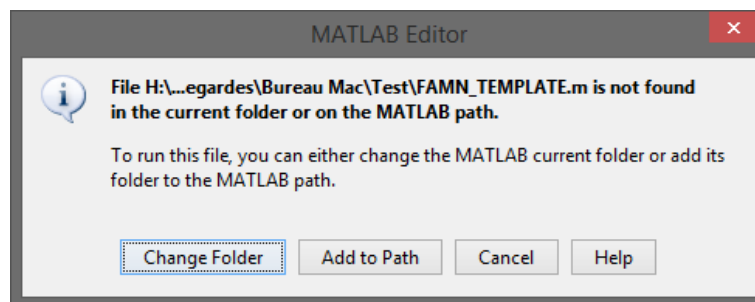 MATLAB Editor
File H:\...egardes\Bureau Mac\Test\FAMN_TEMPLATE.m is not found
in the current folder or on the MATLAB path.
To run this file, you can either change the MATLAB current folder or add its
folder to the MATLAB path.
Change Folder Add to Path Cancel Help